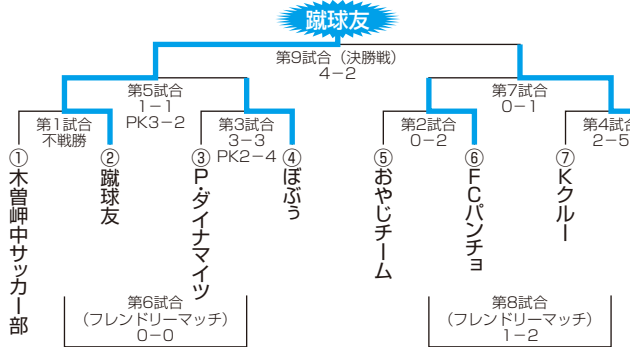 蹴球友
第9試合（決勝戦）
4−2
第5試合
1−1
PK3−2
第7試合
0−1
第1試合
不戦勝
第3試合
3−3
PK2−4
第2試合
0−2
第4試合
2−5
①木曽岬中サッカー部
②蹴球友
③P・ダイナマイツ
④ぼぶぅ
⑤おやじチーム
⑥FCパンチョ
⑦Kクルー
第6試合
（フレンドリーマッチ）
0−0
第8試合
（フレンドリーマッチ）
1−2